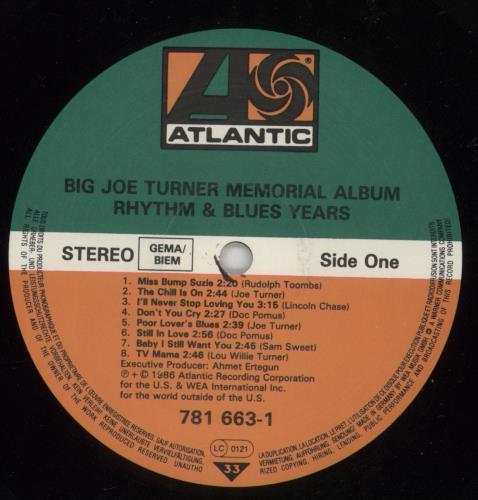 ATLANTIC
BIG JOE TURNER MEMORIAL ALBUM
RHYTHM & BLUES YEARS
STEREO
GEMA/
BIEM
Side One
1. Miss Bump Suzie 2:20 (Rudolph Toombs)
2. The Chill Is On 2:44 (Joe Turner)
3. I'll Never Stop Loving You 3:15 (Lincoln Chase)
4. Don't You Cry 2:27 (Doc Pomus)
5. Poor Lover's Blues 2:39 (Joe Turner)
6. Still In Love 2:56 (Doc Pomus)
7. Baby I Still Want You 2:45 (Sam Sweet)
8. TV Mama 2:46 (Lou Willie Turner)
Executive Producer: Ahmet Ertegun
℗ + © 1986 Atlantic Recording Corporation
for the U.S. & WEA International Inc.
for the world outside of the U.S.
781 663-1
LC 0121
33